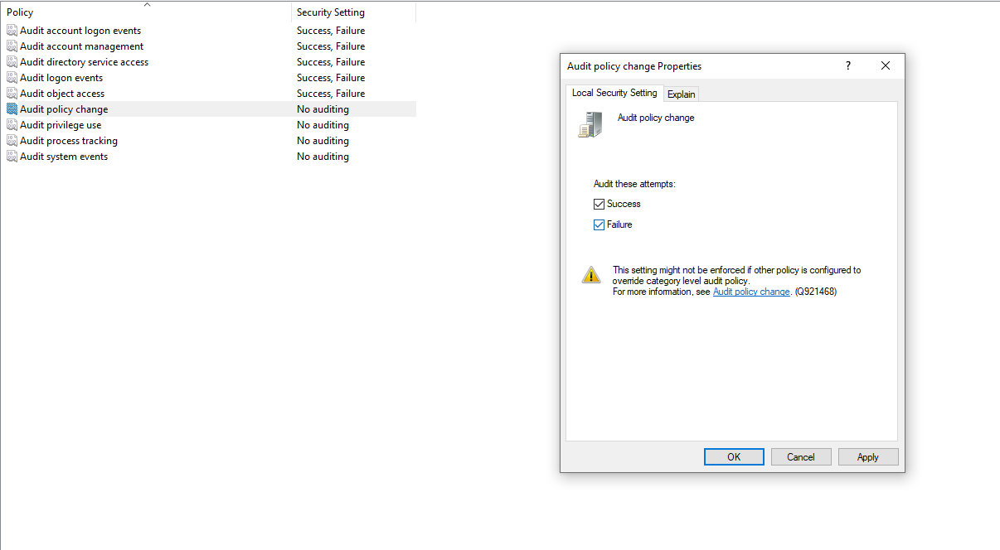 Policy Security Setting
Audit account logon events Success, Failure
Audit account management Success, Failure
Audit directory service access Success, Failure
Audit logon events Success, Failure
Audit object access Success, Failure
Audit policy change No auditing
Audit privilege use No auditing
Audit process tracking No auditing
Audit system events No auditing
Audit policy change Properties ?
Local Security Setting Explain
Audit policy change
Audit these attempts:
Success
Failure
This setting might not be enforced if other policy is configured to
override category level audit policy.
For more information, see Audit policy change. (Q921468)
OK Cancel Apply